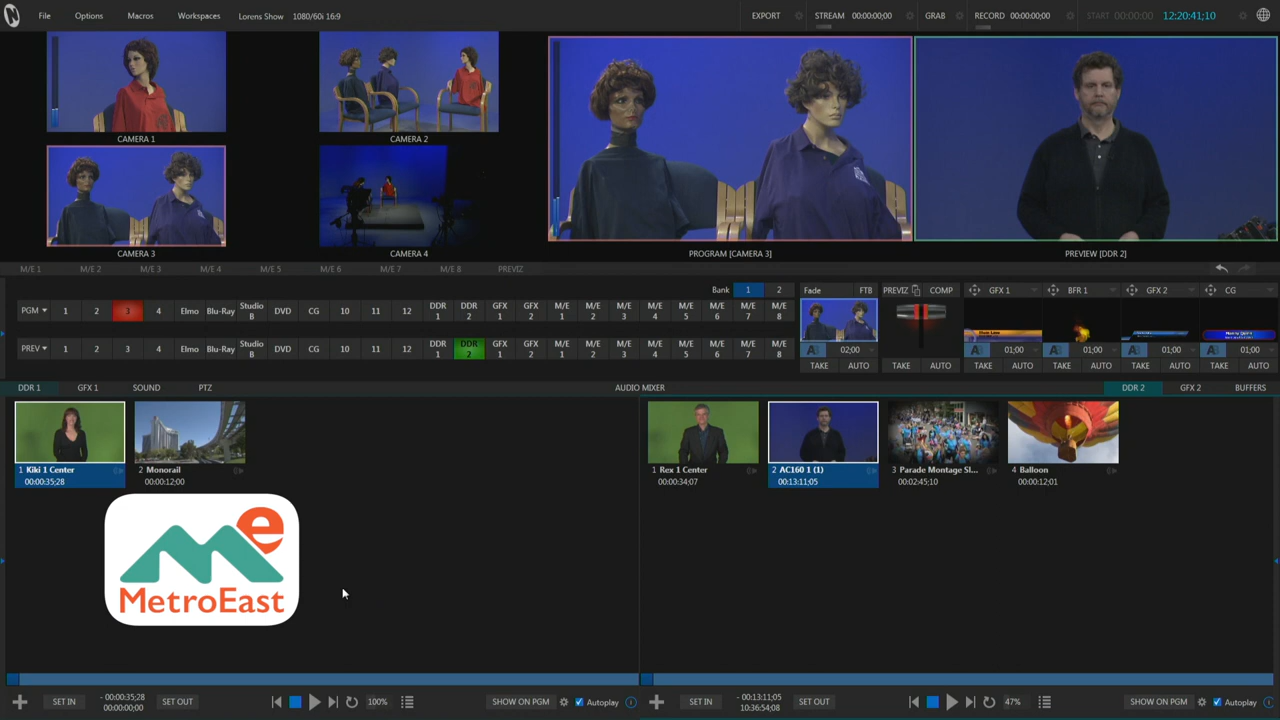 File Options Macros Workspaces Lorens Show 1080/60i 16:9 EXPORT STREAM 00:00:00;00 GRAB RECORD 00:00:00;00 START 00:00:00;00 12:20:41;10
CAMERA 1 CAMERA 2
CAMERA 3 CAMERA 4 PROGRAM [CAMERA 3] PREVIEW [DDR 2]
M/E 1 M/E 2 M/E 3 M/E 4 M/E 5 M/E 6 M/E 7 M/E 8 PREVIZ
Bank 1 2 Fade FTB PREVIZ COMP GFX 1 BFR 1 GFX 2 CG
PGM 1 2 3 4 Elmo Blu-Ray Studio B DVD CG 10 11 12 DDR 1 DDR 2 GFX 1 GFX 2 M/E 1 M/E 2 M/E 3 M/E 4 M/E 5 M/E 6 M/E 7 M/E 8
PREV 1 2 3 4 Elmo Blu-Ray Studio B DVD CG 10 11 12 DDR 1 DDR 2 GFX 1 GFX 2 M/E 1 M/E 2 M/E 3 M/E 4 M/E 5 M/E 6 M/E 7 M/E 8
02;00 01;00 01;00 01;00 01;00
TAKE AUTO TAKE AUTO TAKE AUTO TAKE AUTO TAKE AUTO TAKE AUTO
DDR 1 GFX 1 SOUND PTZ AUDIO MIXER DDR 2 GFX 2 BUFFERS
1 Kiki 1 Center 2 Monorail 1 Rex 1 Center 2 AC160 1 (1) 3 Parade Montage Sl... 4 Balloon
00:00:35;28 00:00:12;00 00:00:34;07 00:13:11;05 00:02:45;10 00:00:12;01
Me
MetroEast
SET IN - 00:00:35;28 SET OUT 100% SHOW ON PGM Autoplay SET IN - 00:13:11;05 SET OUT 47% SHOW ON PGM Autoplay
00:00:00;00 10:36:54;08